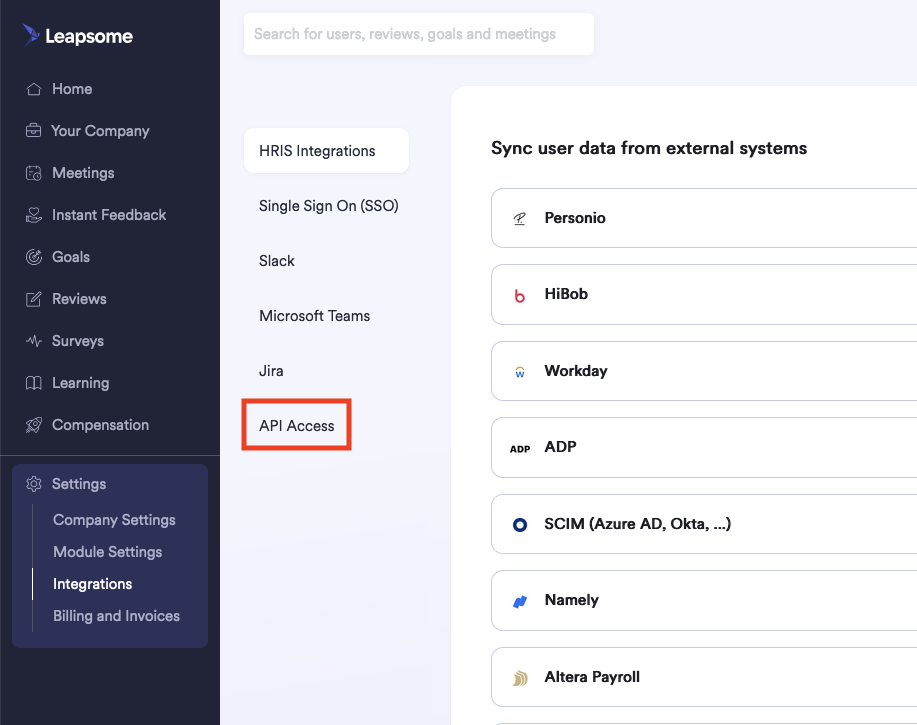 Leapsome
Search for users, reviews, goals and meetings
Home
Your Company
Meetings
Instant Feedback
Goals
Reviews
Surveys
Learning
Compensation
Settings
Company Settings
Module Settings
Integrations
Billing and Invoices
HRIS Integrations
Single Sign On (SSO)
Slack
Microsoft Teams
Jira
API Access
Sync user data from external systems
Personio
b HiBob
W Workday
ADP ADP
SCIM (Azure AD, Okta, ...)
Namely
Altera Payroll